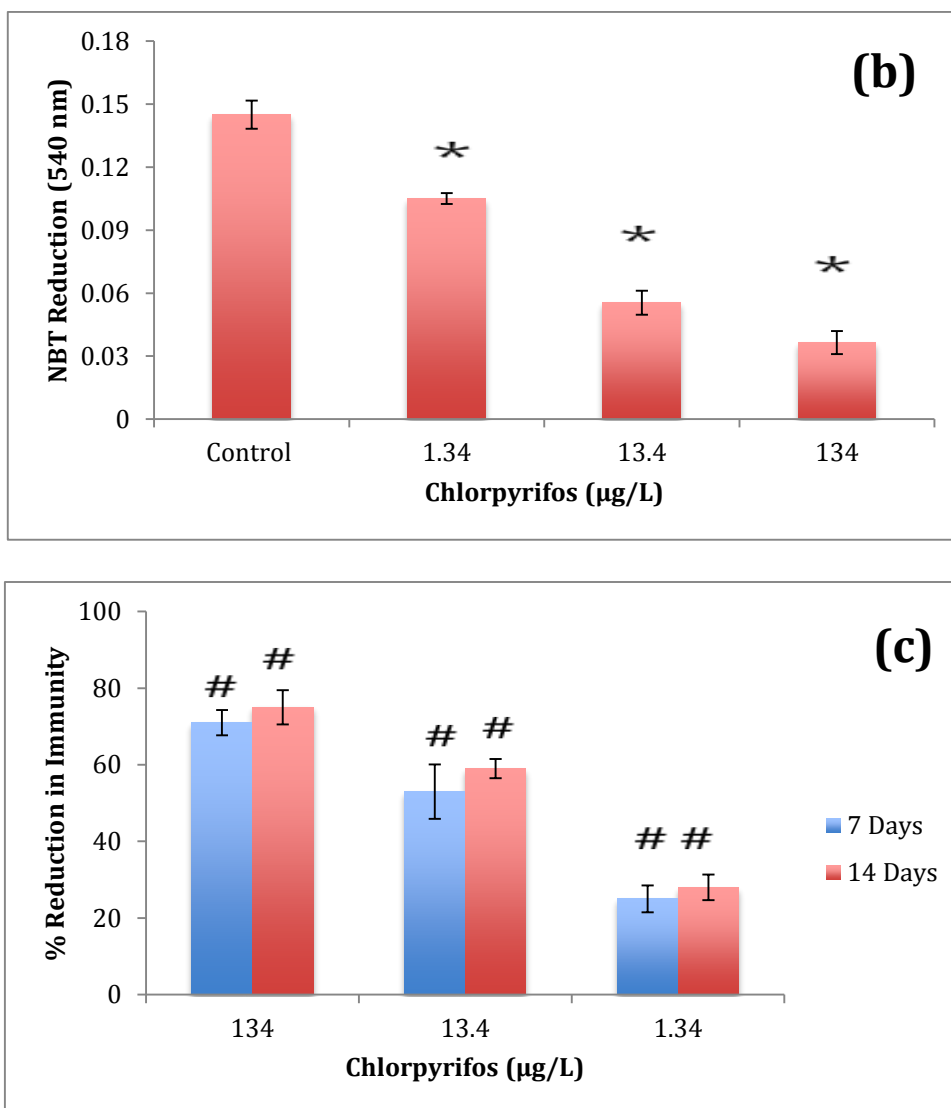 (b)
0.18
0.15
0.12
0.09
0.06
0.03
0
NBT Reduction (540 nm)
*
*
*
Control 1.34 13.4 134
Chlorpyrifos (µg/L)
(c)
100
80
60
40
20
0
% Reduction in Immunity
# #
# #
# #
7 Days
14 Days
134 13.4 1.34
Chlorpyrifos (µg/L)